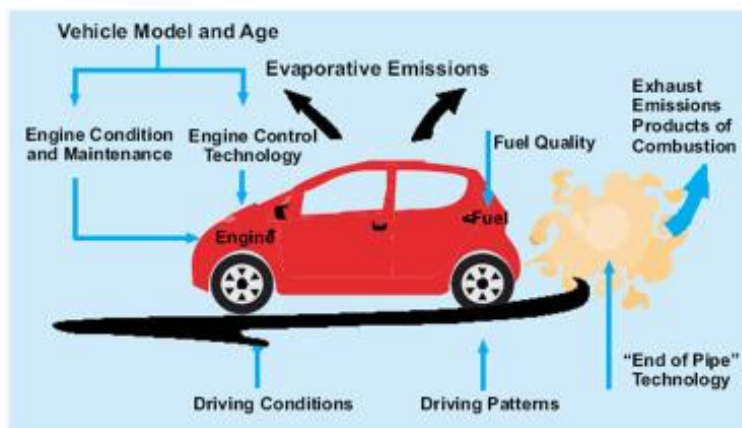 Vehicle Model and Age
Evaporative Emissions
Exhaust
Emissions
Products of
Combustion
Engine Condition
and Maintenance
Engine Control
Technology
Fuel Quality
Engine
Fuel
"End of Pipe"
Technology
Driving Conditions
Driving Patterns